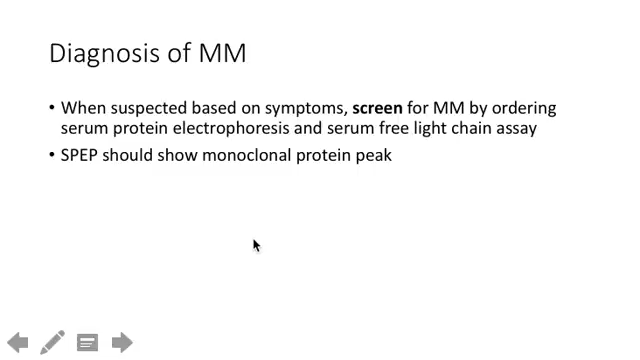 Diagnosis of MM
• When suspected based on symptoms, screen for MM by ordering
serum protein electrophoresis and serum free light chain assay
• SPEP should show monoclonal protein peak